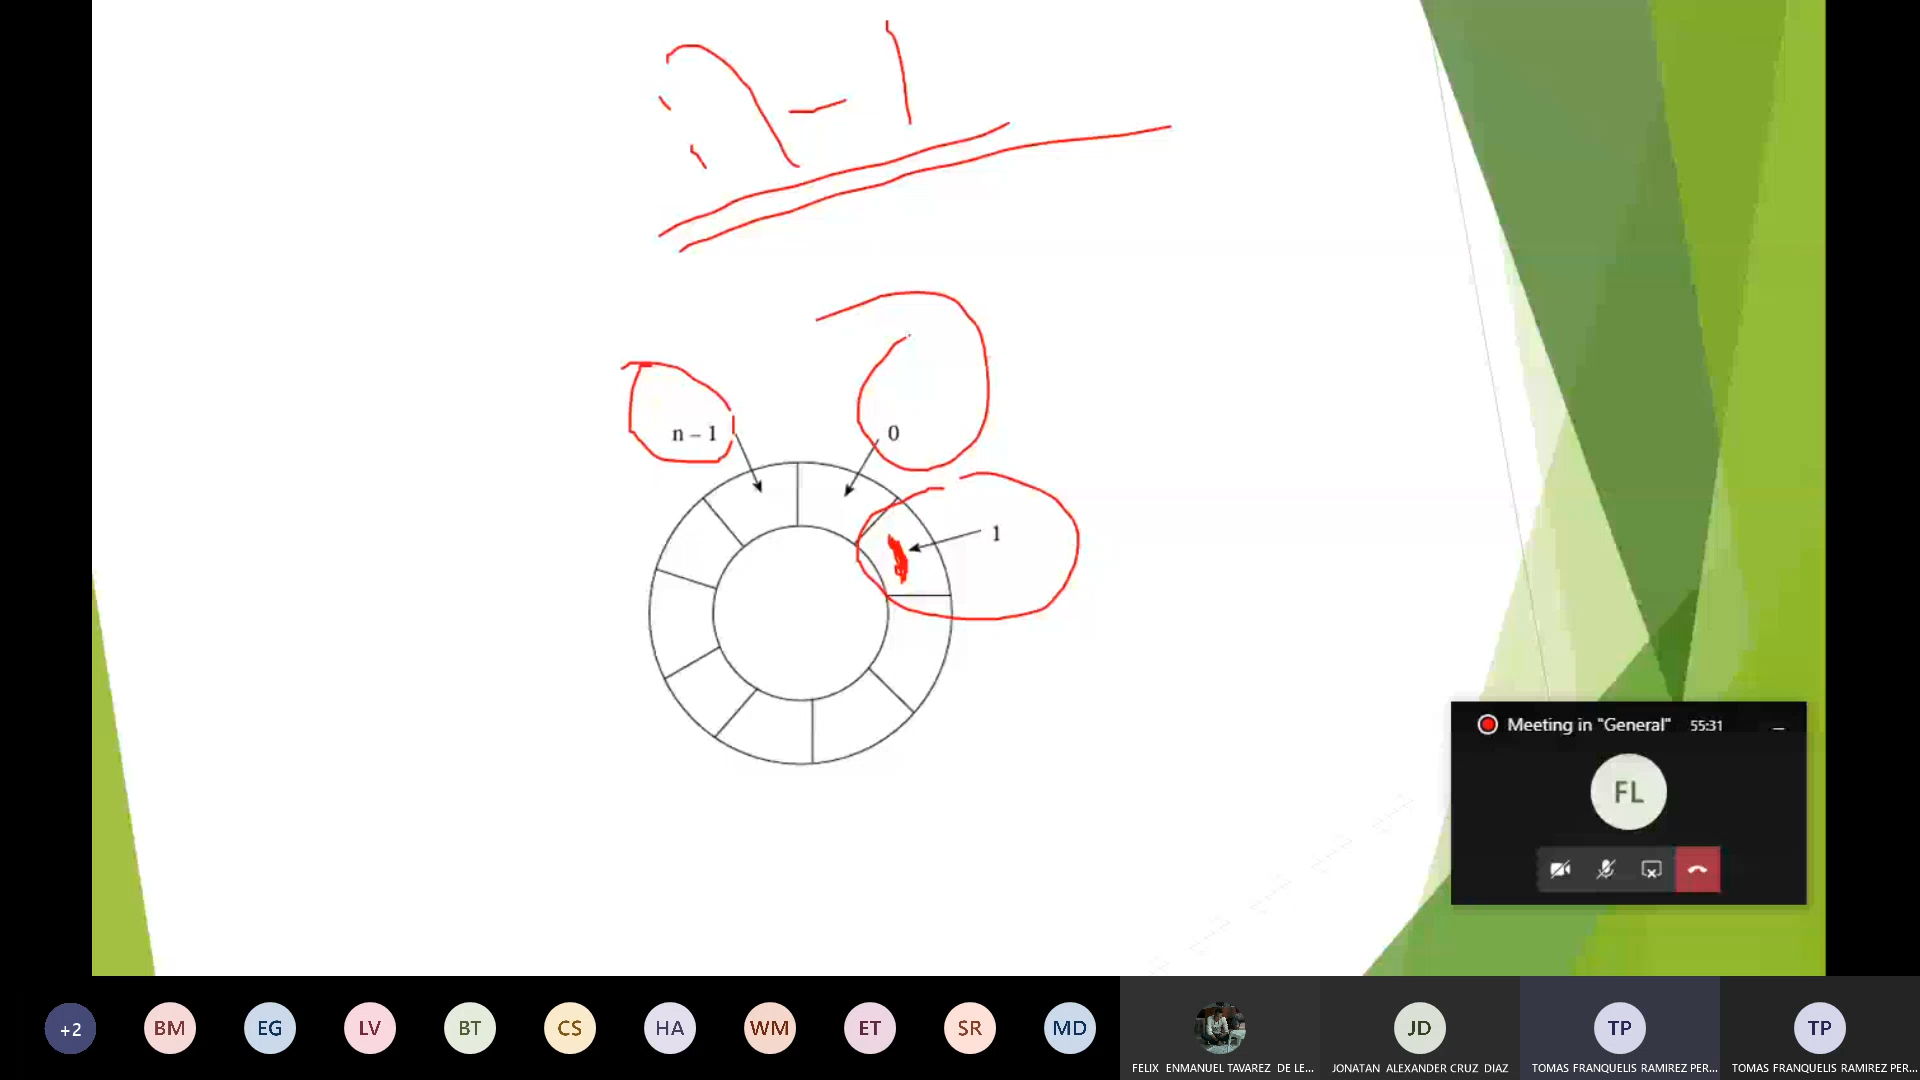 n - 1
n – 1
0
1
Meeting in "General" 55:31
FL
+2
BM
EG
LV
BT
CS
HA
WM
ET
SR
MD
JD
TP
TP
FELIX ENMANUEL TAVAREZ DE LE...
JONATAN ALEXANDER CRUZ DIAZ
TOMAS FRANQUELIS RAMIREZ PER...
TOMAS FRANQUELIS RAMIREZ PER...